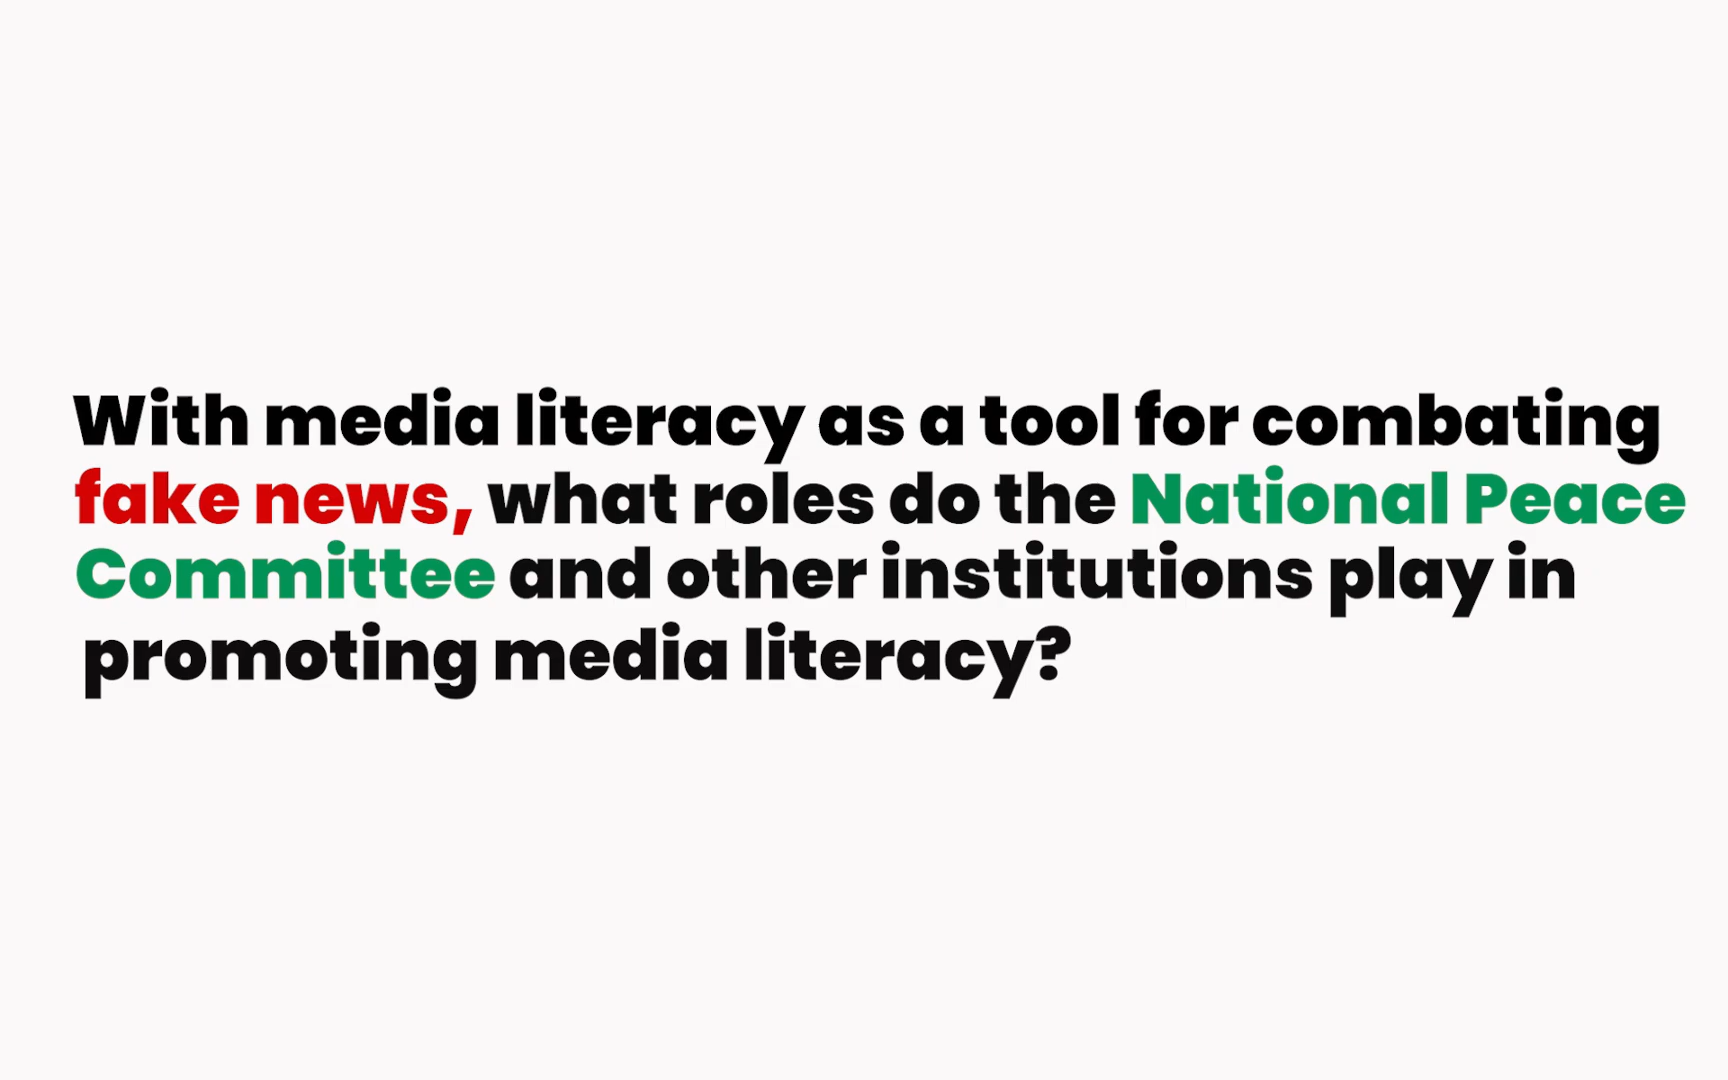 With media literacy as a tool for combating
fake news, what roles do the National Peace
Committee and other institutions play in
promoting media literacy?